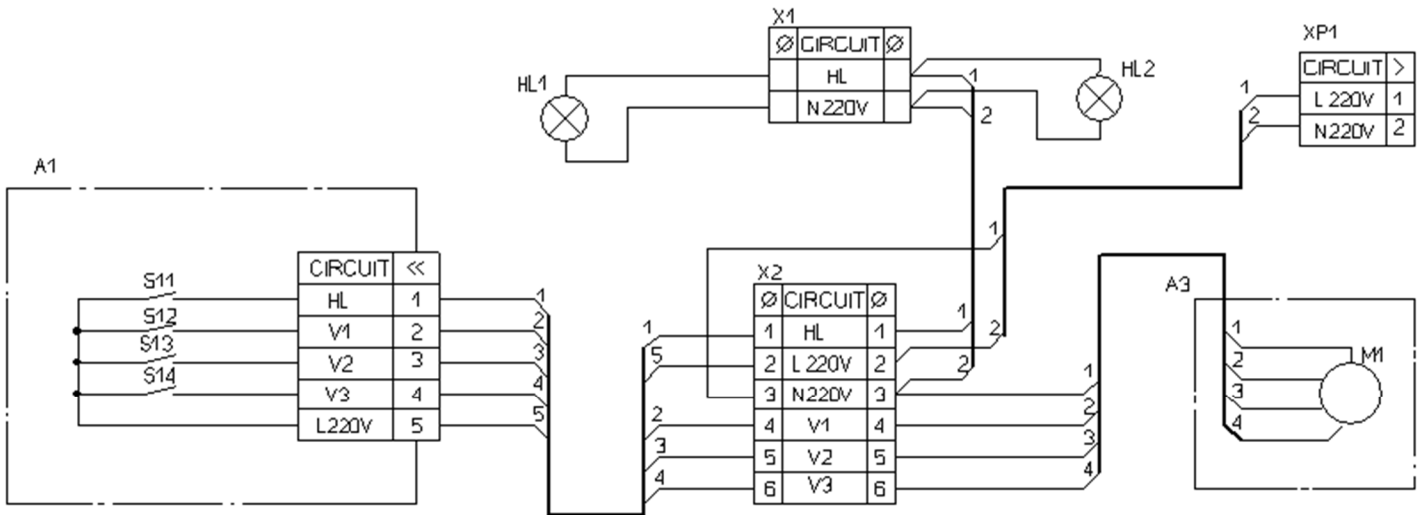 X1
Ø CIRCUIT Ø
HL
N220V
HL1
HL2
1
2
XP1
CIRCUIT >
L 220V 1
N220V 2
1
2
A1
CIRCUIT <<
HL 1
V1 2
V2 3
V3 4
L220V 5
S11
S12
S13
S14
1
2
3
4
5
1
5
2
3
4
X2
Ø CIRCUIT Ø
1 HL 1
2 L 220V 2
3 N220V 3
4 V1 4
5 V2 5
6 V3 6
1
1
2
2
1
2
3
4
A3
1
2
3
4
M1